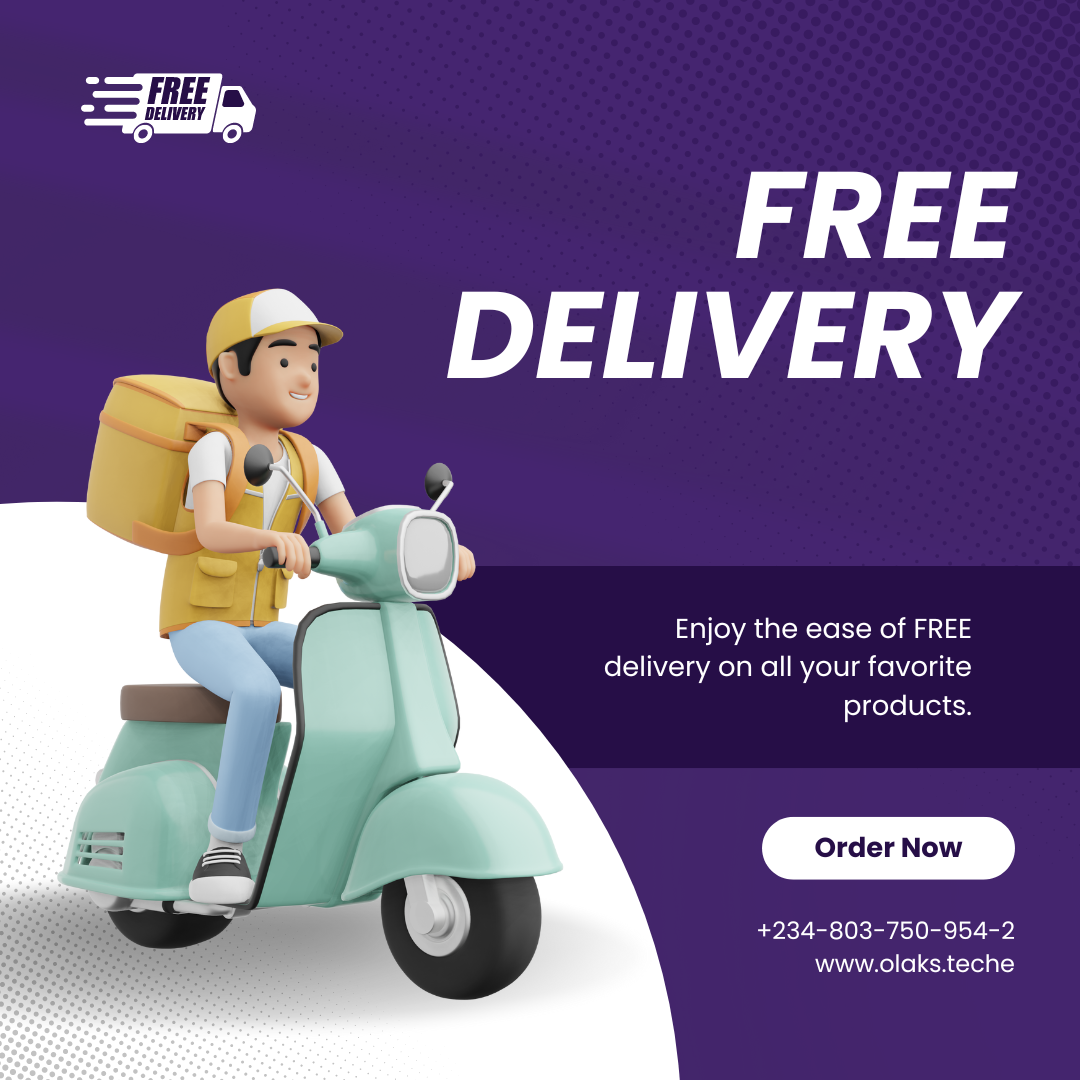 FREE
DELIVERY
FREE
DELIVERY
Enjoy the ease of FREE
delivery on all your favorite
products.
Order Now
+234-803-750-954-2
www.olaks.teche